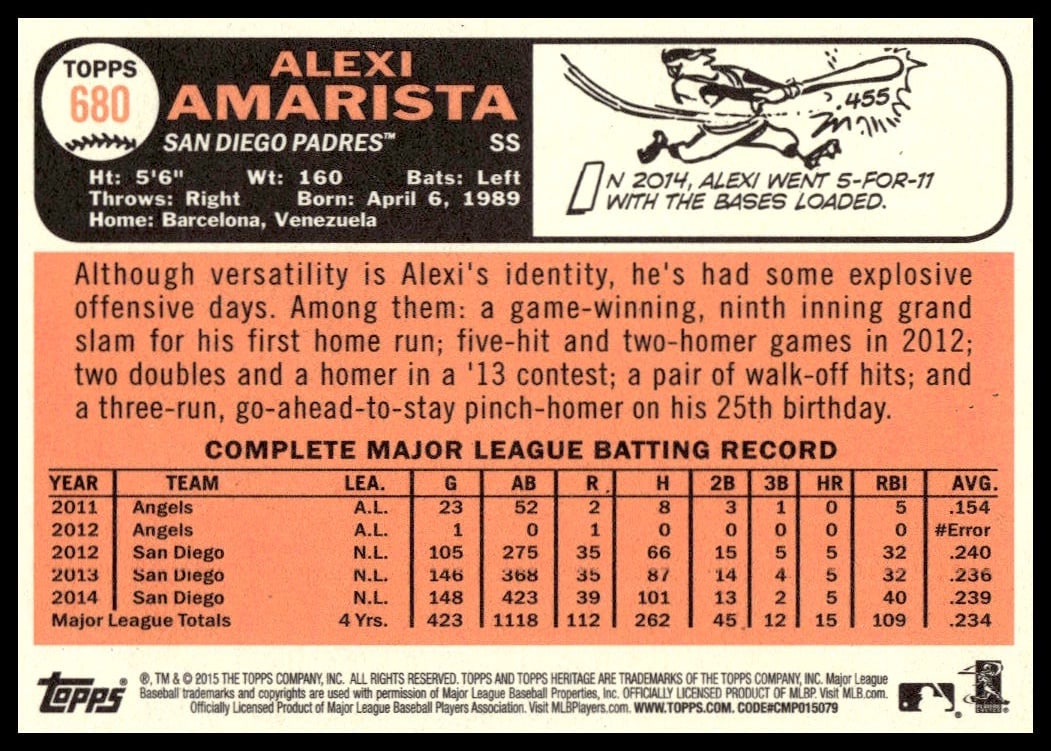 TOPPS
680
ALEXI
AMARISTA
SAN DIEGO PADRES™ SS
Ht: 5'6" Wt: 160 Bats: Left
Throws: Right Born: April 6, 1989
Home: Barcelona, Venezuela
.455
IN 2014, ALEXI WENT 5-FOR-11
WITH THE BASES LOADED.
Although versatility is Alexi's identity, he's had some explosive
offensive days. Among them: a game-winning, ninth inning grand
slam for his first home run; five-hit and two-homer games in 2012;
two doubles and a homer in a '13 contest; a pair of walk-off hits; and
a three-run, go-ahead-to-stay pinch-homer on his 25th birthday.
COMPLETE MAJOR LEAGUE BATTING RECORD
YEAR TEAM LEA. G AB R H 2B 3B HR RBI AVG.
2011 Angels A.L. 23 52 2 8 3 1 0 5 .154
2012 Angels A.L. 1 0 1 0 0 0 0 0 #Error
2012 San Diego N.L. 105 275 35 66 15 5 5 32 .240
2013 San Diego N.L. 146 368 35 87 14 4 5 32 .236
2014 San Diego N.L. 148 423 39 101 13 2 5 40 .239
Major League Totals 4 Yrs. 423 1118 112 262 45 12 15 109 .234
Topps®
®, TM & © 2015 THE TOPPS COMPANY, INC. ALL RIGHTS RESERVED. TOPPS AND TOPPS HERITAGE ARE TRADEMARKS OF THE TOPPS COMPANY, INC. Major League
Baseball trademarks and copyrights are used with permission of Major League Baseball Properties, Inc. OFFICIALLY LICENSED PRODUCT OF MLBP. Visit MLB.com.
Officially Licensed Product of Major League Baseball Players Association. Visit MLBPlayers.com. WWW.TOPPS.COM. CODE#CMP015079